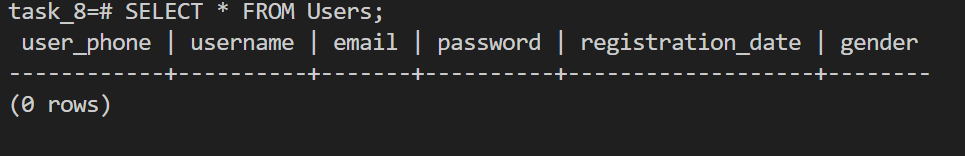 task_8=# SELECT * FROM Users;
 user_phone | username | email | password | registration_date | gender
------------+----------+-------+----------+-------------------+--------
(0 rows)